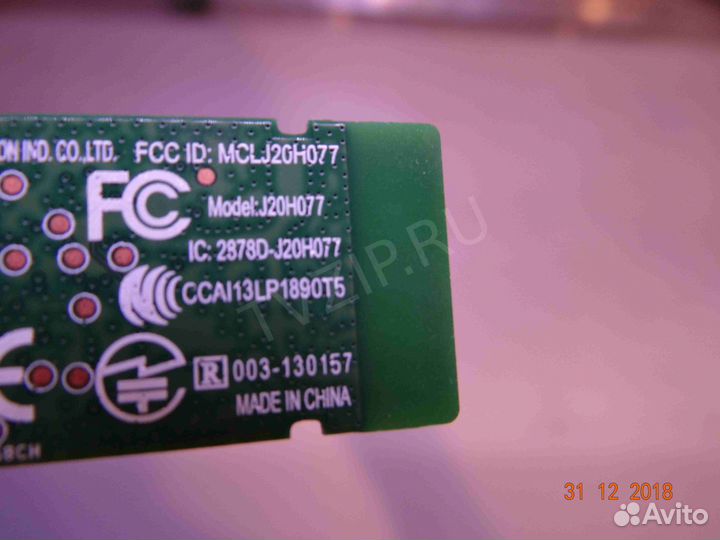 ON IND. CO.,LTD. FCC ID: MCLJ20H077
FC
Model:J20H077
IC: 2878D-J20H077
CCAI13LP1890T5
CE
R 003-130157
MADE IN CHINA
TVZIP.RU
31 12 2018
Avito